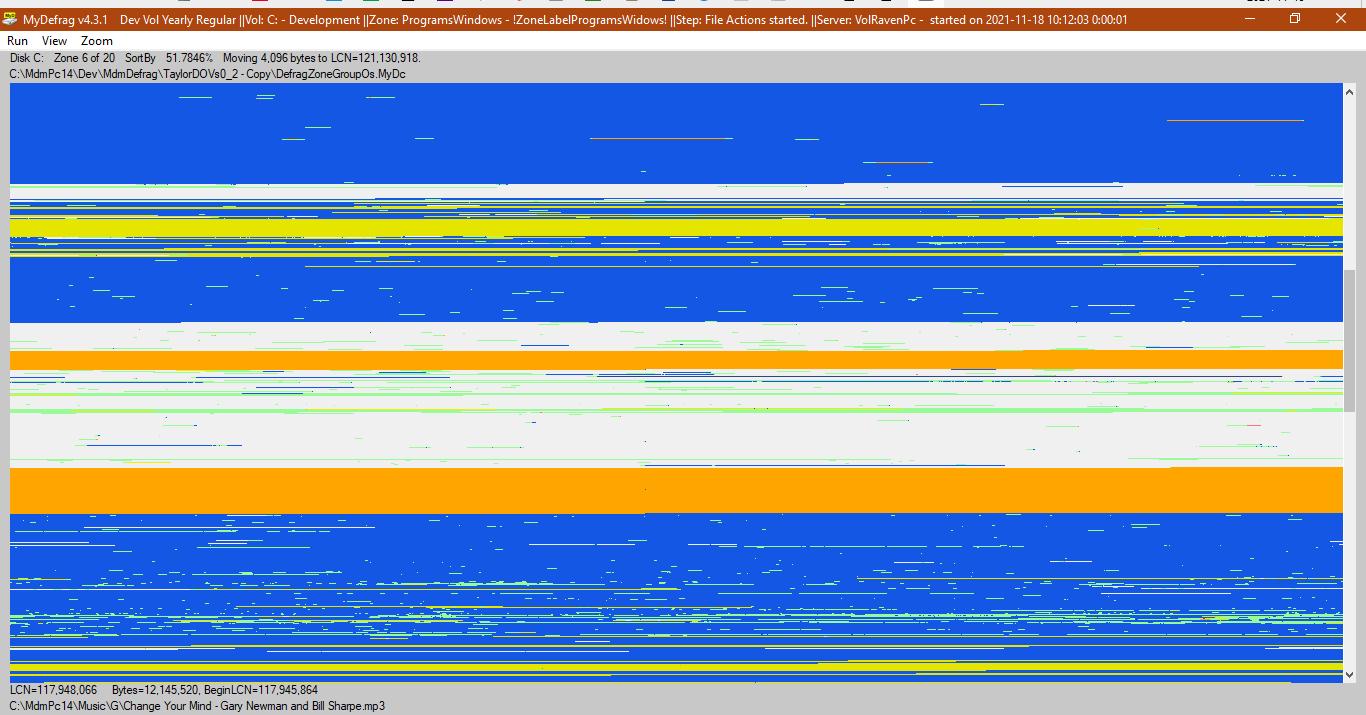 MyDefrag v4.3.1 Dev Vol Yearly Regular ||Vol: C: - Development ||Zone: ProgramsWindows - !ZoneLabelProgramsWidows! ||Step: File Actions started. ||Server: VolRavenPc - started on 2021-11-18 10:12:03 0:00:01
Run View Zoom
Disk C: Zone 6 of 20 SortBy 51.7846% Moving 4,096 bytes to LCN=121,130,918.
C:\MdmPc14\Dev\MdmDefrag\TaylorDOVs0_2 - Copy\DefragZoneGroupOs.MyDc
LCN=117,948,066 Bytes=12,145,520, BeginLCN=117,945,864
C:\MdmPc14\Music\G\Change Your Mind - Gary Newman and Bill Sharpe.mp3